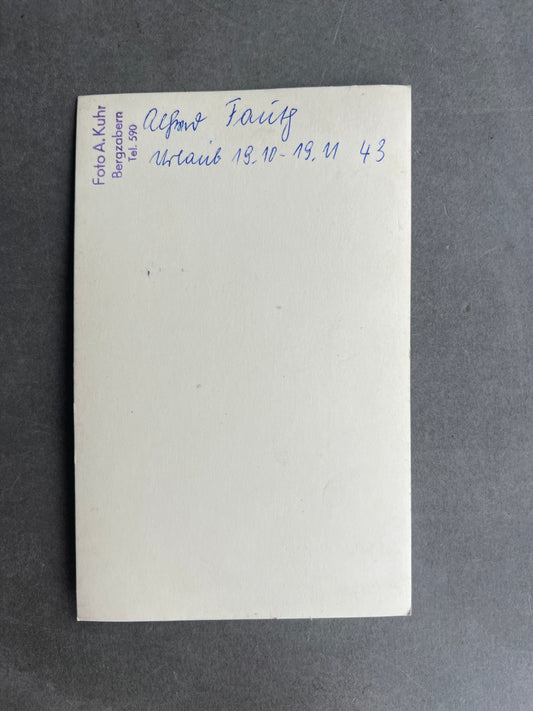 Foto A. Kuhr
Bergzabern
Tel. 590
Alfred Fauth
Urlaub 19.10 - 19.11 43